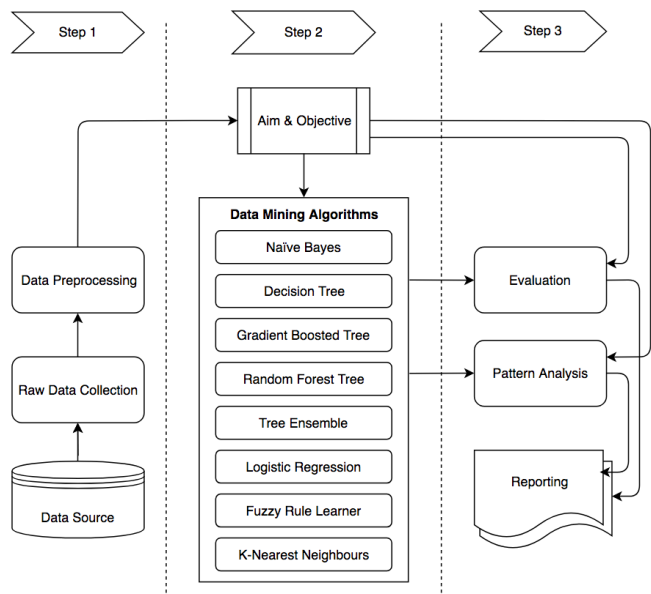 Step 1
Step 2
Step 3
Aim & Objective
Data Mining Algorithms
Naïve Bayes
Data Preprocessing
Evaluation
Decision Tree
Gradient Boosted Tree
Raw Data Collection
Random Forest Tree
Pattern Analysis
Tree Ensemble
Logistic Regression
Reporting
Data Source
Fuzzy Rule Learner
K-Nearest Neighbours